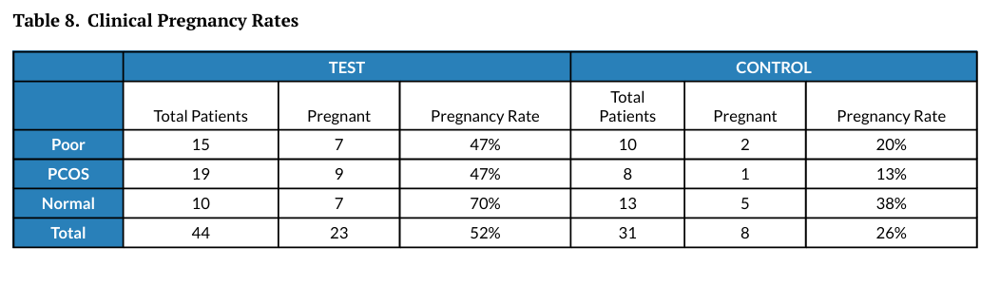 Table 8. Clinical Pregnancy Rates
TEST CONTROL
Total Patients Pregnant Pregnancy Rate Total Patients Pregnant Pregnancy Rate
Poor 15 7 47% 10 2 20%
PCOS 19 9 47% 8 1 13%
Normal 10 7 70% 13 5 38%
Total 44 23 52% 31 8 26%